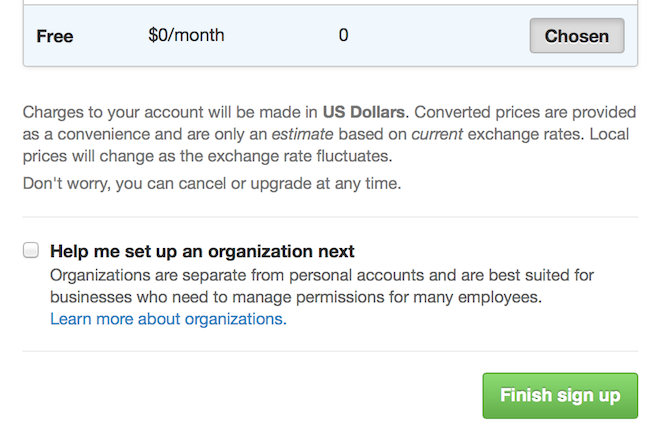 Free $0/month 0 Chosen
Charges to your account will be made in US Dollars. Converted prices are provided
as a convenience and are only an estimate based on current exchange rates. Local
prices will change as the exchange rate fluctuates.
Don't worry, you can cancel or upgrade at any time.
Help me set up an organization next
Organizations are separate from personal accounts and are best suited for
businesses who need to manage permissions for many employees.
Learn more about organizations.
Finish sign up